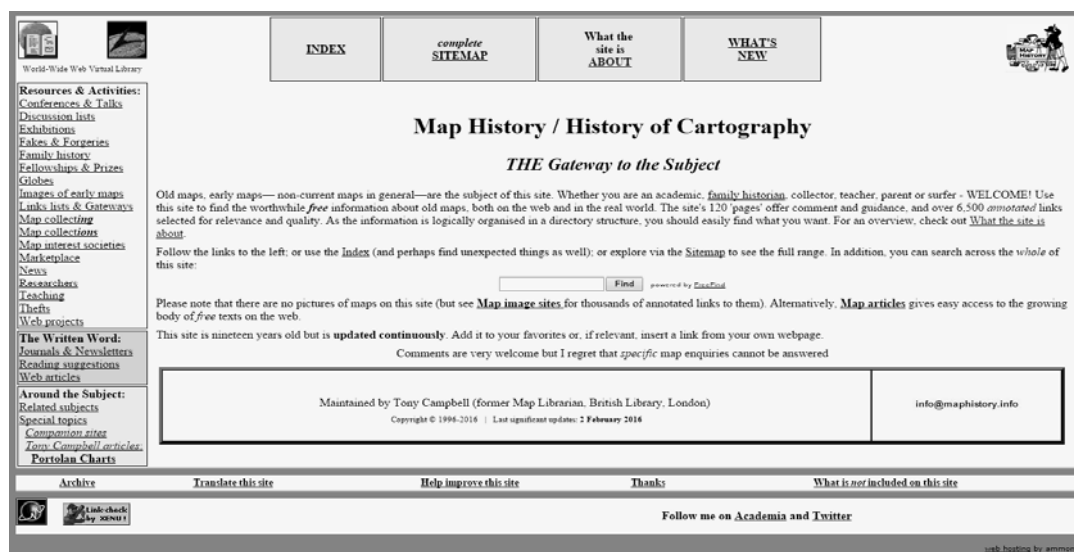 World-Wide Web Virtual Library
INDEX
complete
SITEMAP
What the
site is
ABOUT
WHAT'S
NEW
MAP
HISTORY
Resources & Activities:
Conferences & Talks
Discussion lists
Exhibitions
Fakes & Forgeries
Family history
Fellowships & Prizes
Globes
Images of early maps
Links lists & Gateways
Map collecting
Map collections
Map interest societies
Marketplace
News
Researchers
Teaching
Thefts
Web projects
The Written Word:
Journals & Newsletters
Reading suggestions
Web articles
Around the Subject:
Related subjects
Special topics
Companion sites
Tony Campbell articles.
Portolan Charts
Map History / History of Cartography
THE Gateway to the Subject
Old maps, early maps— non-current maps in general—are the subject of this site. Whether you are an academic, family historian, collector, teacher, parent or surfer - WELCOME! Use
this site to find the worthwhile free information about old maps, both on the web and in the real world. The site's 120 'pages' offer comment and guidance, and over 6,500 annotated links
selected for relevance and quality. As the information is logically organised in a directory structure, you should easily find what you want. For an overview, check out What the site is
about.
Follow the links to the left; or use the Index (and perhaps find unexpected things as well); or explore via the Sitemap to see the full range. In addition, you can search across the whole of
this site:
Find powered by FreeFind
Please note that there are no pictures of maps on this site (but see Map image sites for thousands of annotated links to them). Alternatively, Map articles gives easy access to the growing
body of free texts on the web.
This site is nineteen years old but is updated continuously. Add it to your favorites or, if relevant, insert a link from your own webpage.
Comments are very welcome but I regret that specific map enquiries cannot be answered
Maintained by Tony Campbell (former Map Librarian, British Library, London)
Copyright © 1996-2016 | Last significant updates: 2 February 2016
info@maphistory.info
Archive
Translate this site
Help improve this site
Thanks
What is not included on this site
Link-check
by XENU!
Follow me on Academia and Twitter
web hosting by